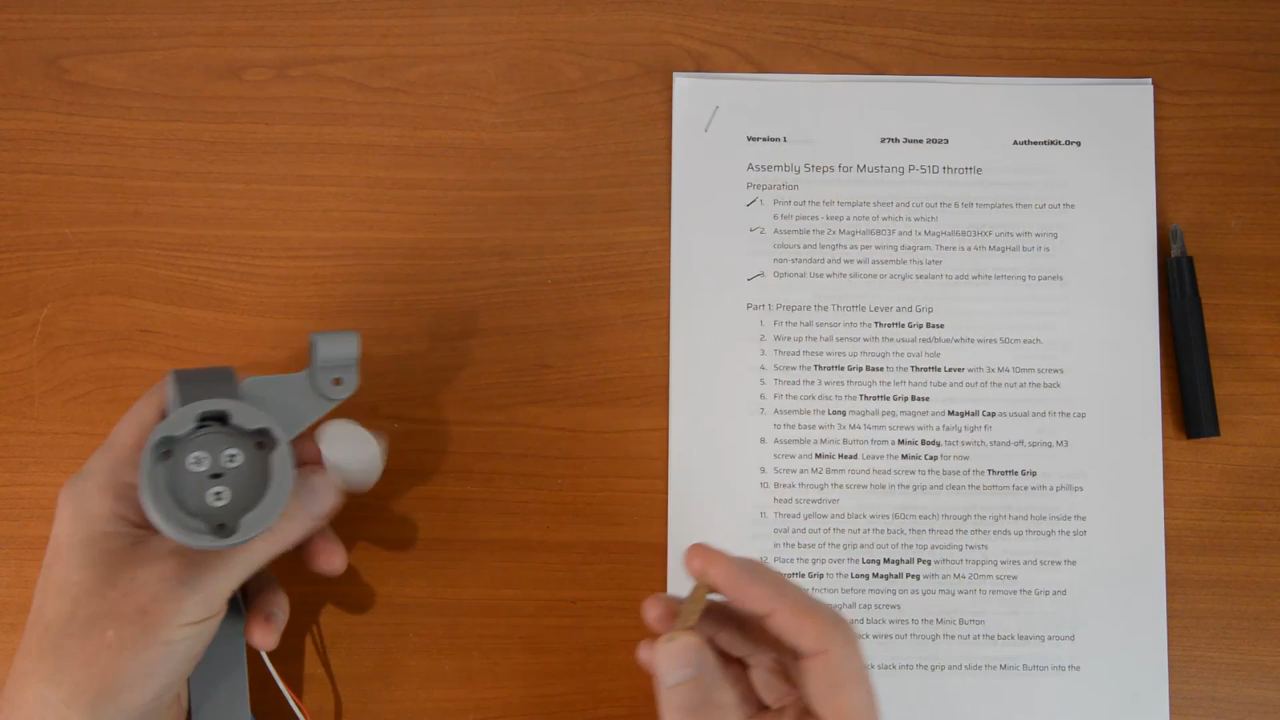 Version 1 27th June 2023 AuthentiKit.Org
Assembly Steps for Mustang P-51D throttle
Preparation
1. Print out the felt template sheet and cut out the 6 felt templates then cut out the
6 felt pieces - keep a note of which is which!
2. Assemble the 2x MagHall6803F and 1x MagHall6803HXF units with wiring
colours and lengths as per wiring diagram. There is a 4th MagHall but it is
non-standard and we will assemble this later
3. Optional: Use white silicone or acrylic sealant to add white lettering to panels
Part 1: Prepare the Throttle Lever and Grip
1. Fit the hall sensor into the Throttle Grip Base
2. Wire up the hall sensor with the usual red/blue/white wires 50cm each.
3. Thread these wires up through the oval hole
4. Screw the Throttle Grip Base to the Throttle Lever with 3x M4 10mm screws
5. Thread the 3 wires through the left hand tube and out of the nut at the back
6. Fit the cork disc to the Throttle Grip Base
7. Assemble the Long maghall peg, magnet and MagHall Cap as usual and fit the cap
to the base with 3x M4 14mm screws with a fairly tight fit
8. Assemble a Minic Button from a Minic Body, tact switch, stand-off, spring, M3
screw and Minic Head. Leave the Minic Cap for now
9. Screw an M2 8mm round head screw to the base of the Throttle Grip
10. Break through the screw hole in the grip and clean the bottom face with a phillips
head screwdriver
11. Thread yellow and black wires (60cm each) through the right hand hole inside the
oval and out of the nut at the back, then thread the other ends up through the slot
in the base of the grip and out of the top avoiding twists
12. Place the grip over the Long Maghall Peg without trapping wires and screw the
Throttle Grip to the Long Maghall Peg with an M4 20mm screw
friction before moving on as you may want to remove the Grip and
maghall cap screws
and black wires to the Minic Button
wires out through the nut at the back leaving around
slack into the grip and slide the Minic Button into the